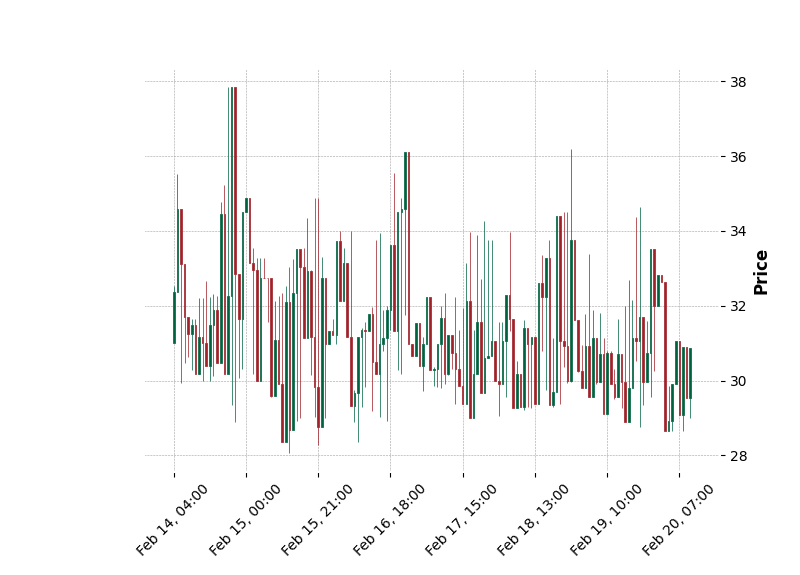 38
36
34
32
30
28
Price
Feb 14, 04:00
Feb 15, 00:00
Feb 15, 21:00
Feb 16, 18:00
Feb 17, 15:00
Feb 18, 13:00
Feb 19, 10:00
Feb 20, 07:00